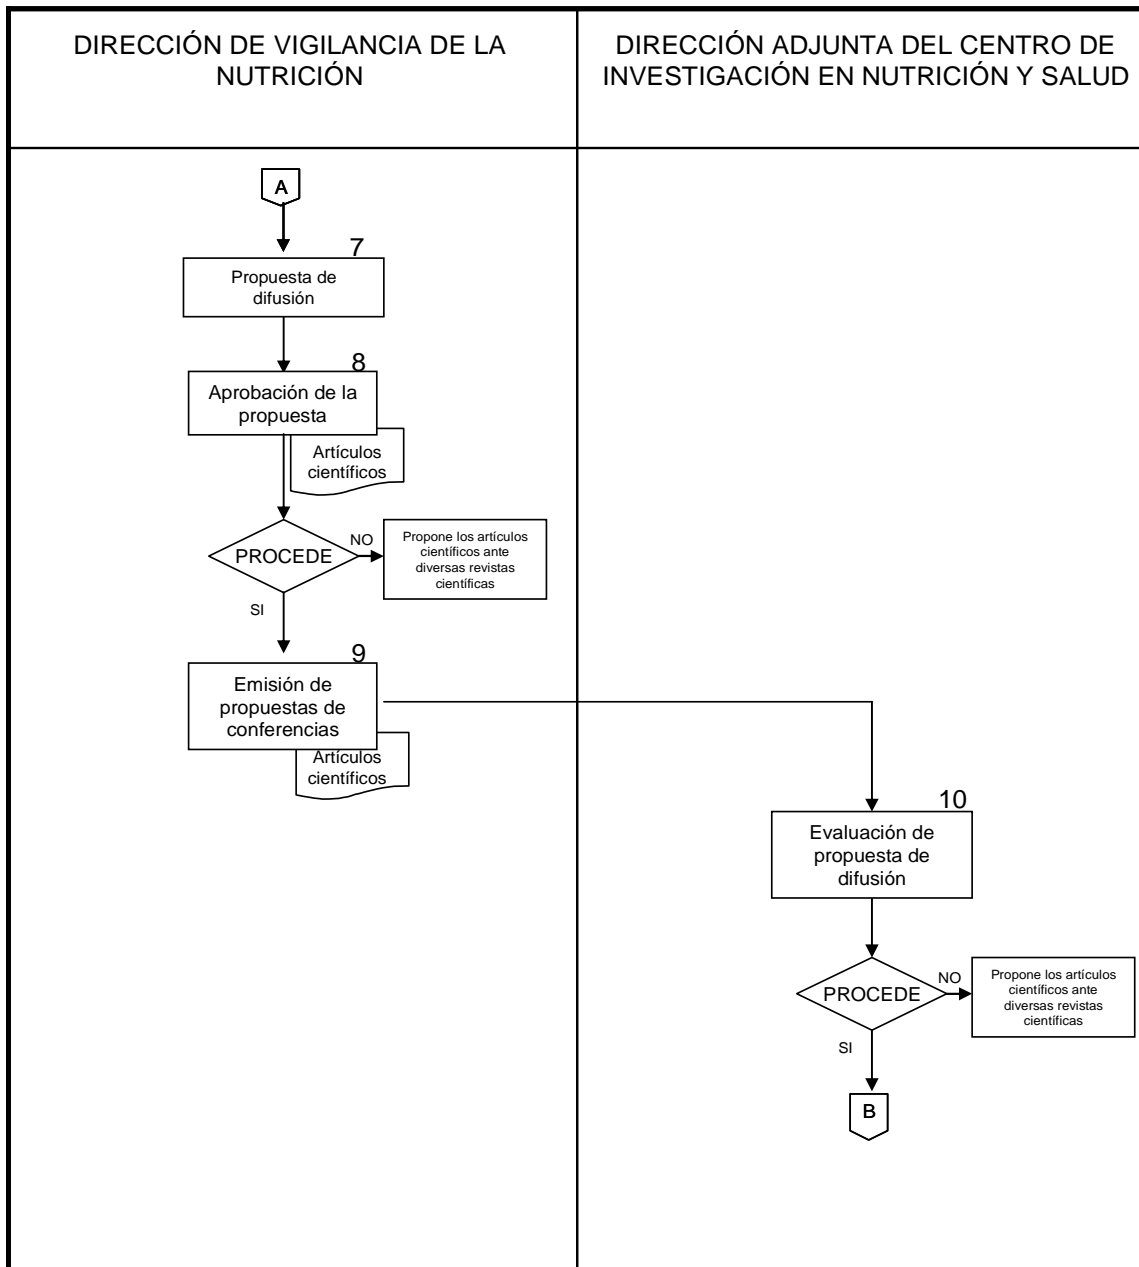 DIRECCIÓN DE VIGILANCIA DE LA
NUTRICIÓN
DIRECCIÓN ADJUNTA DEL CENTRO DE
INVESTIGACIÓN EN NUTRICIÓN Y SALUD
A
7
Propuesta de
difusión
8
Aprobación de la
propuesta
Artículos
científicos
PROCEDE
NO
Propone los artículos
científicos ante
diversas revistas
científicas
SI
9
Emisión de
propuestas de
conferencias
Artículos
científicos
10
Evaluación de
propuesta de
difusión
PROCEDE
NO
Propone los artículos
científicos ante
diversas revistas
científicas
SI
B